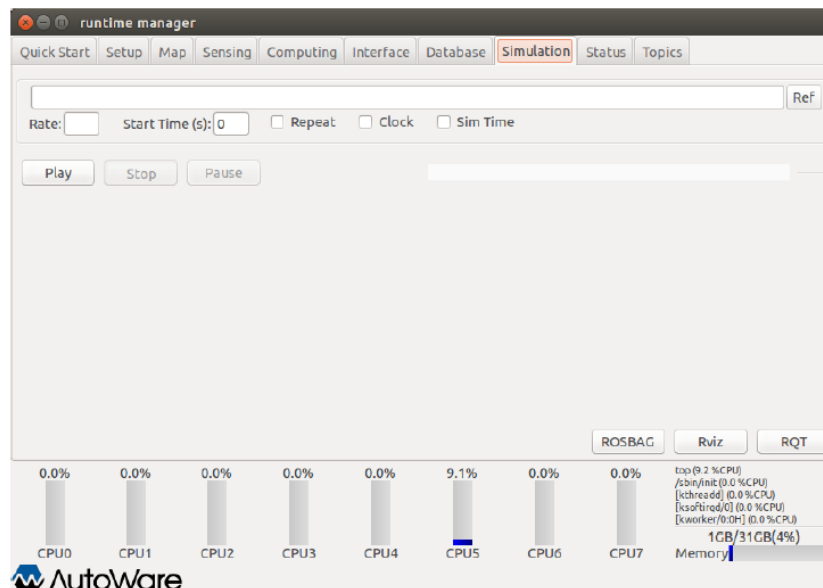 runtime manager
Quick Start Setup Map Sensing Computing Interface Database Simulation Status Topics
Ref
Rate: Start Time (s): 0 Repeat Clock Sim Time
Play Stop Pause
ROSBAG Rviz RQT
0.0% 0.0% 0.0% 0.0% 0.0% 9.1% 0.0% 0.0%
top (9.2 %CPU)
/sbin/init (0.0 %CPU)
[kthreadd] (0.0 %CPU)
[ksoftirqd/0] (0.0 %CPU)
[kworker/0:0H] (0.0 %CPU)
1GB/31GB(4%)
CPU0 CPU1 CPU2 CPU3 CPU4 CPU5 CPU6 CPU7 Memory
AutoWare